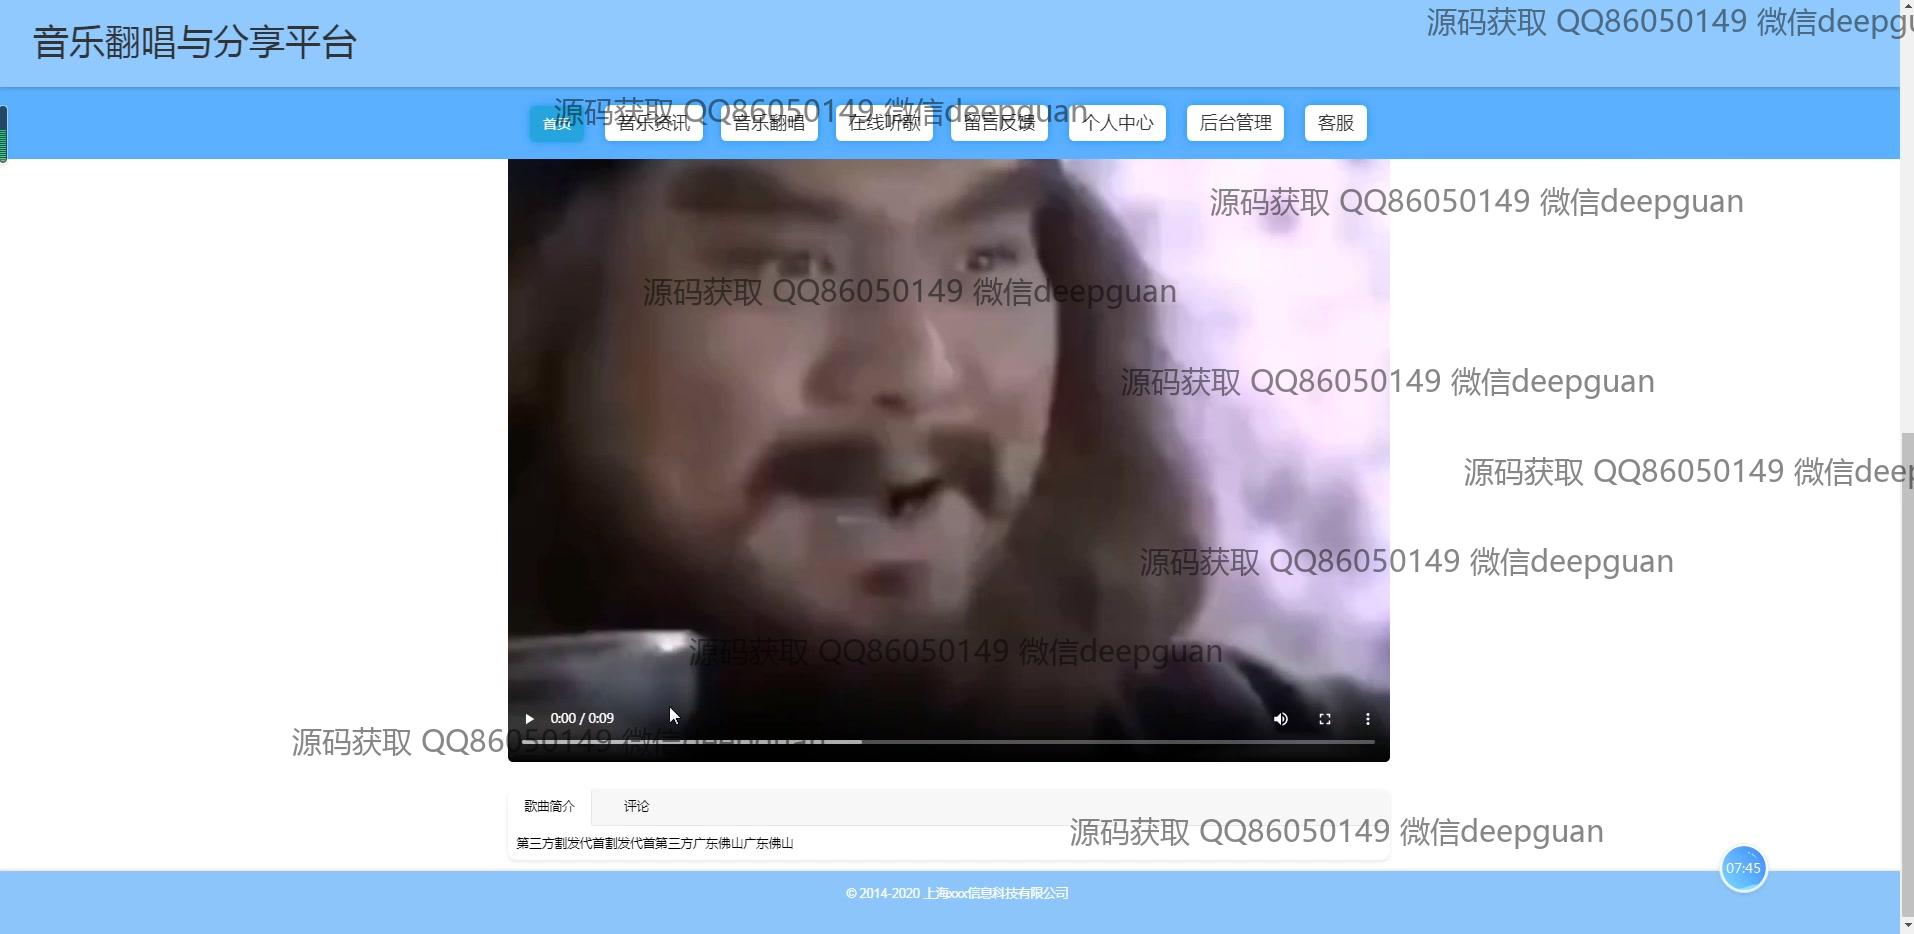 音乐翻唱与分享平台
源码获取 QQ86050149 微信deepgu
源码获取 QQ86050149 微信deepguan
首页 音乐资讯 音乐翻唱 在线听歌 留言反馈 个人中心 后台管理 客服
源码获取 QQ86050149 微信deepguan
源码获取 QQ86050149 微信deepguan
源码获取 QQ86050149 微信deepguan
源码获取 QQ86050149 微信deep
源码获取 QQ86050149 微信deepguan
源码获取 QQ86050149 微信deepguan
0:00 / 0:09
源码获取 QQ86050149 微信deepguan
歌曲简介 评论
源码获取 QQ86050149 微信deepguan
第三方割发代首割发代首第三方广东佛山广东佛山
07:45
© 2014-2020 上海xxx信息科技有限公司